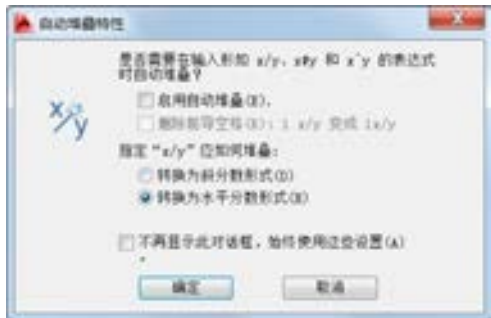 自动堆叠特性
是否需要在输入形如 x/y、x#y 和 x^y 的表达式
时自动堆叠？
x/y
启用自动堆叠(E)。
删除前导空格(R)：1 x/y 变成 1x/y
指定“x/y”应如何堆叠：
转换为斜分数形式(D)
转换为水平分数形式(H)
不再显示此对话框，始终使用这些设置(A)
确定
取消